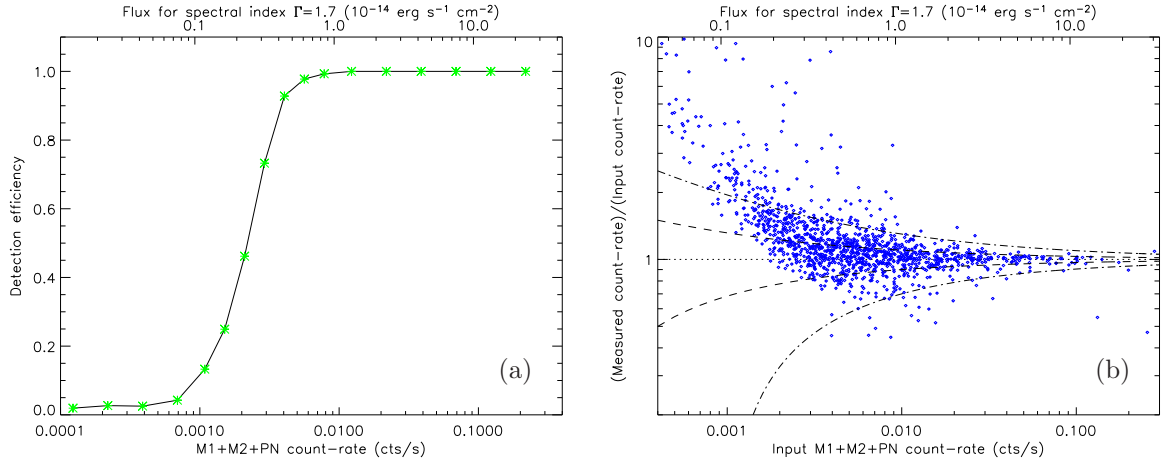 Flux for spectral index Γ=1.7 (10⁻¹⁴ erg s⁻¹ cm⁻²)
0.1 1.0 10.0
Detection efficiency
1.0
0.8
0.6
0.4
0.2
0.0
(a)
0.0001 0.0010 0.0100 0.1000
M1+M2+PN count-rate (cts/s)
Flux for spectral index Γ=1.7 (10⁻¹⁴ erg s⁻¹ cm⁻²)
0.1 1.0 10.0
(Measured count-rate)/(Input count-rate)
10
1
(b)
0.001 0.010 0.100
Input M1+M2+PN count-rate (cts/s)